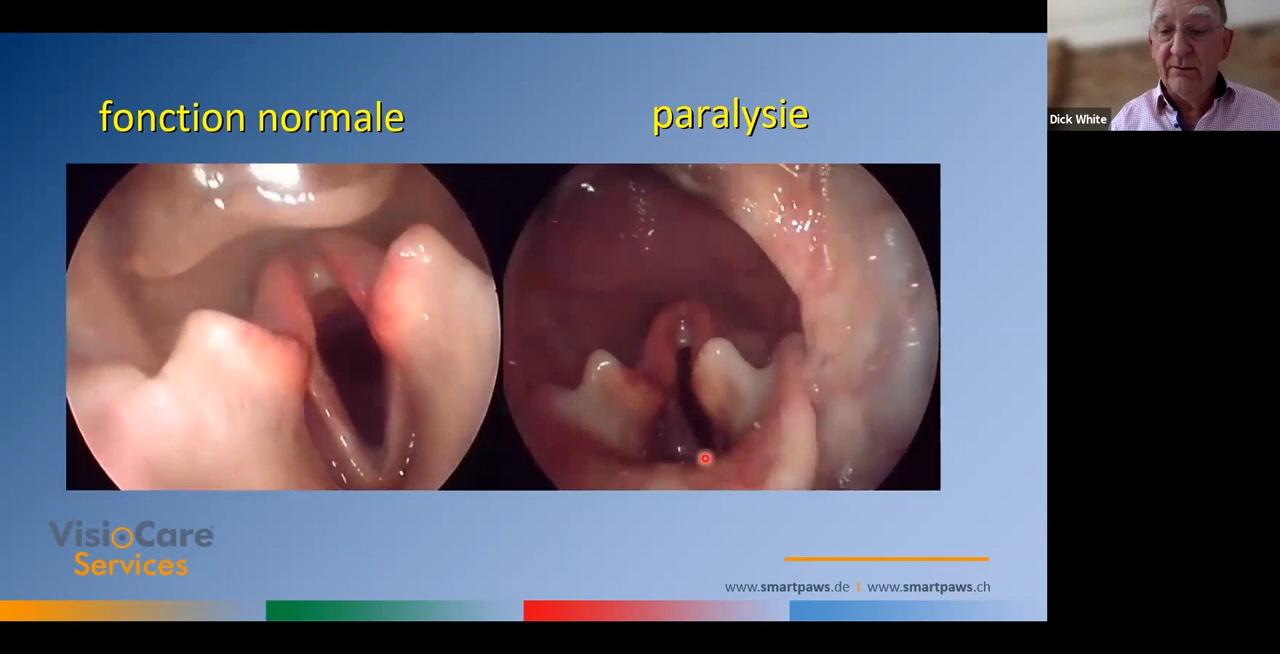 fonction normale
paralysie
Dick White
VisioCare
Services
www.smartpaws.de | www.smartpaws.ch